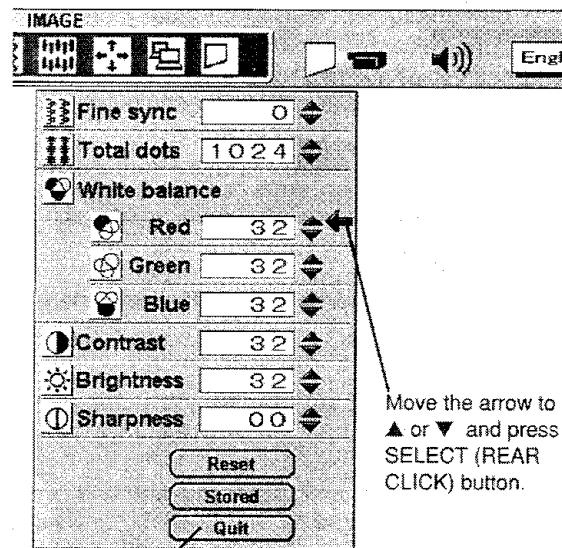 IMAGE
Engl
Fine sync 0
Total dots 1024
White balance
Red 32
Green 32
Blue 32
Contrast 32
Brightness 32
Sharpness 00
Move the arrow to
▲ or ▼ and press
SELECT (REAR
CLICK) button.
Reset
Stored
Quit